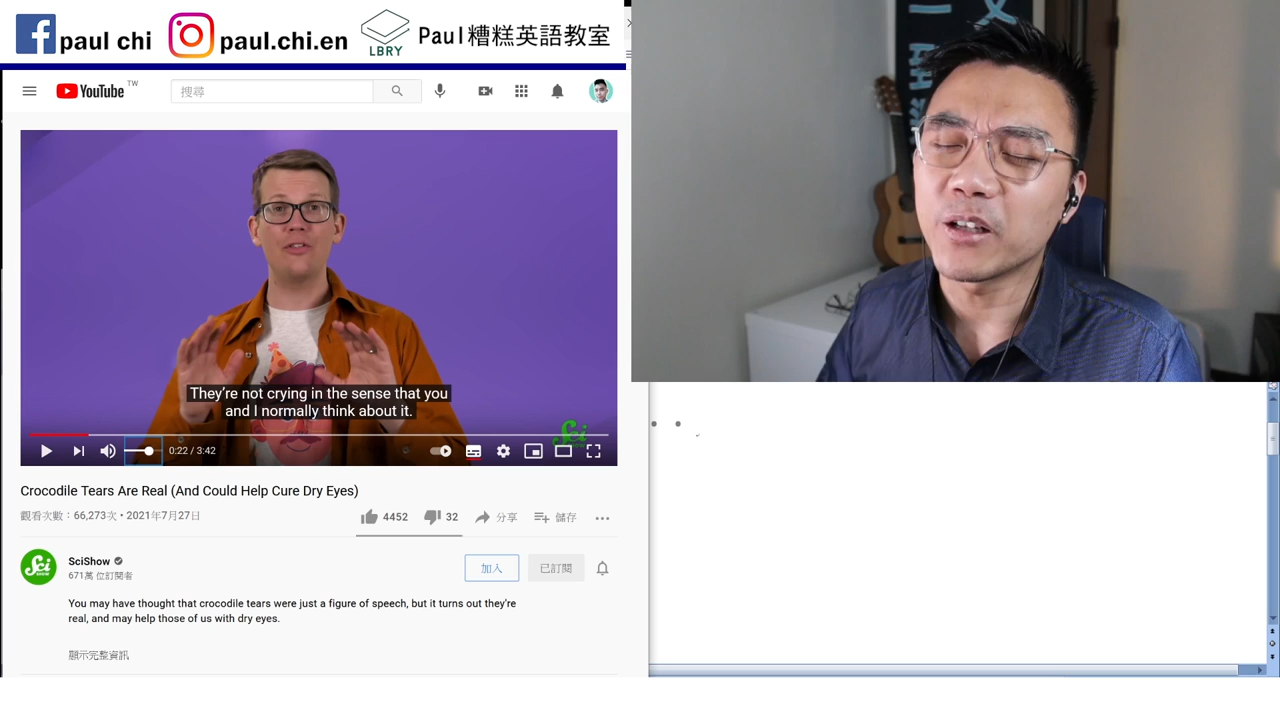 paul chi
paul.chi.en
LBRY
Paul糟糕英語教室
YouTube TW
搜尋
They're not crying in the sense that you
and I normally think about it.
Sci
0:22 / 3:42
Crocodile Tears Are Real (And Could Help Cure Dry Eyes)
觀看次數：66,273次 • 2021年7月27日
4452
32
分享
儲存
Sci
SHOW
SciShow
671萬 位訂閱者
加入
已訂閱
You may have thought that crocodile tears were just a figure of speech, but it turns out they're
real, and may help those of us with dry eyes.
顯示完整資訊